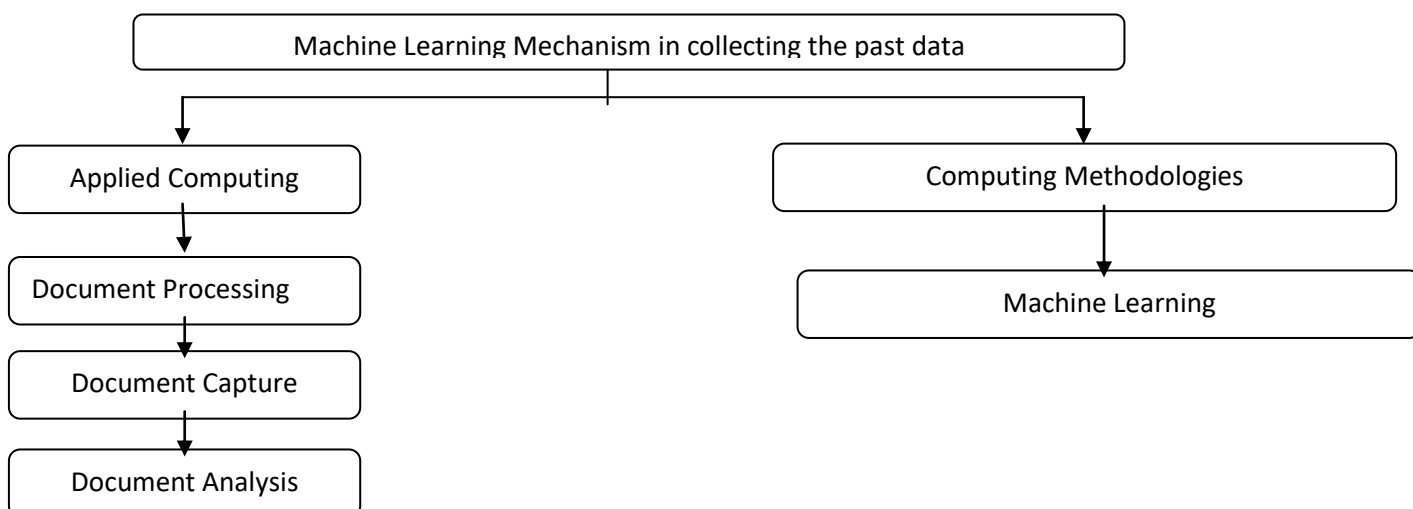 Machine Learning Mechanism in collecting the past data
Applied Computing
Computing Methodologies
Document Processing
Machine Learning
Document Capture
Document Analysis